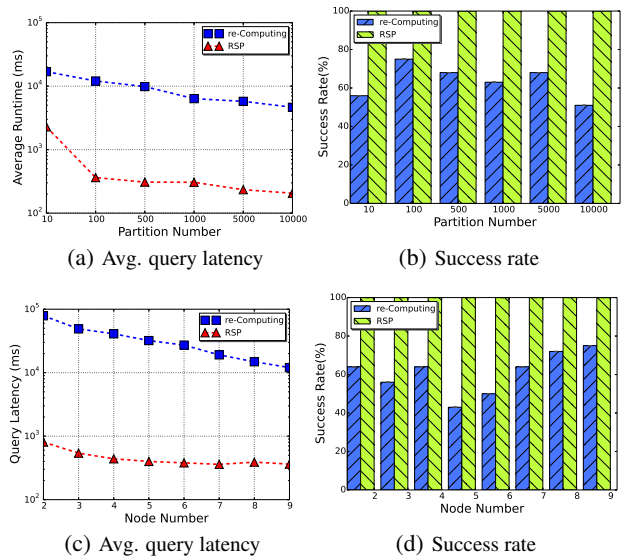 10^5
10^4
10^3
10^2
Average Runtime (ms)
re-Computing
RSP
10 100 500 1000 5000 10000
Partition Number
(a) Avg. query latency
100
80
60
40
20
0
Success Rate(%)
re-Computing
RSP
10 100 500 1000 5000 10000
Partition Number
(b) Success rate
10^5
10^4
10^3
10^2
Query Latency (ms)
re-Computing
RSP
2 3 4 5 6 7 8 9
Node Number
(c) Avg. query latency
100
80
60
40
20
0
Success Rate(%)
re-Computing
RSP
2 3 4 5 6 7 8 9
Node Number
(d) Success rate